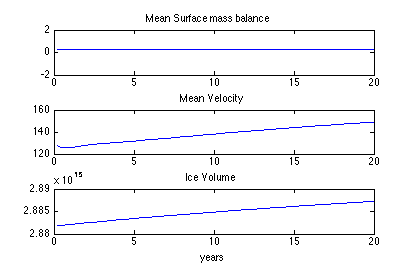 Mean Surface mass balance
2
0
-2
0 5 10 15 20
Mean Velocity
160
140
120
0 5 10 15 20
x 10 15
Ice Volume
2.89
2.885
2.88
0 5 10 15 20
years